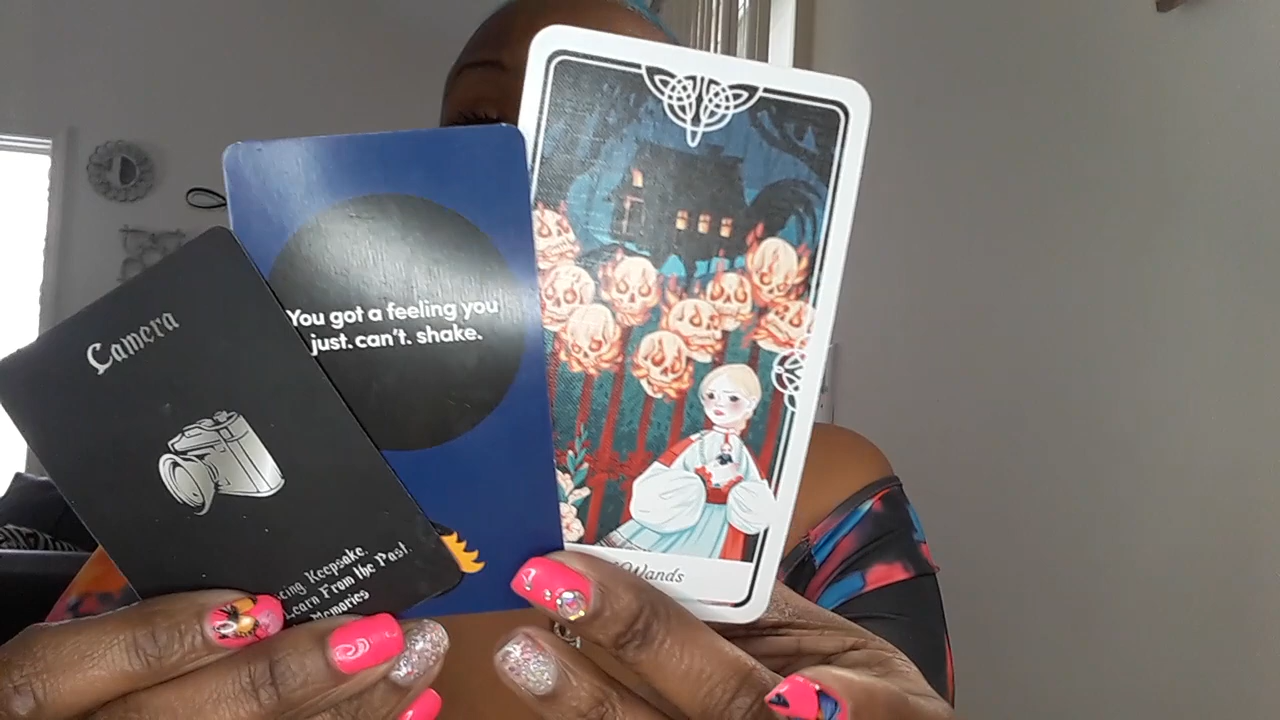 Camera
Keepsake.
Learn From the Past.
Memories
You got a feeling you
just. can't. shake.
Wands